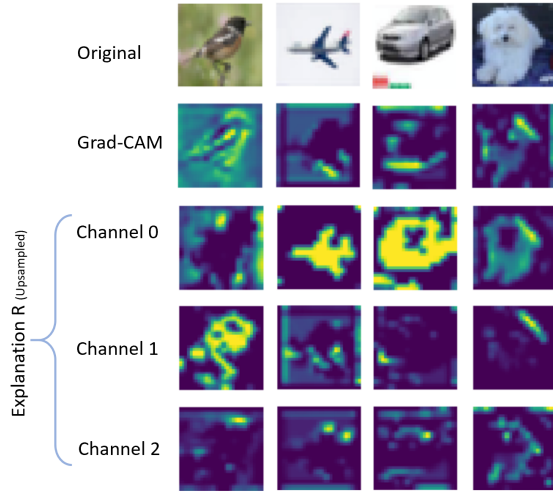 Original
Grad-CAM
Channel 0
Channel 1
Channel 2
Explanation R (Upsampled)